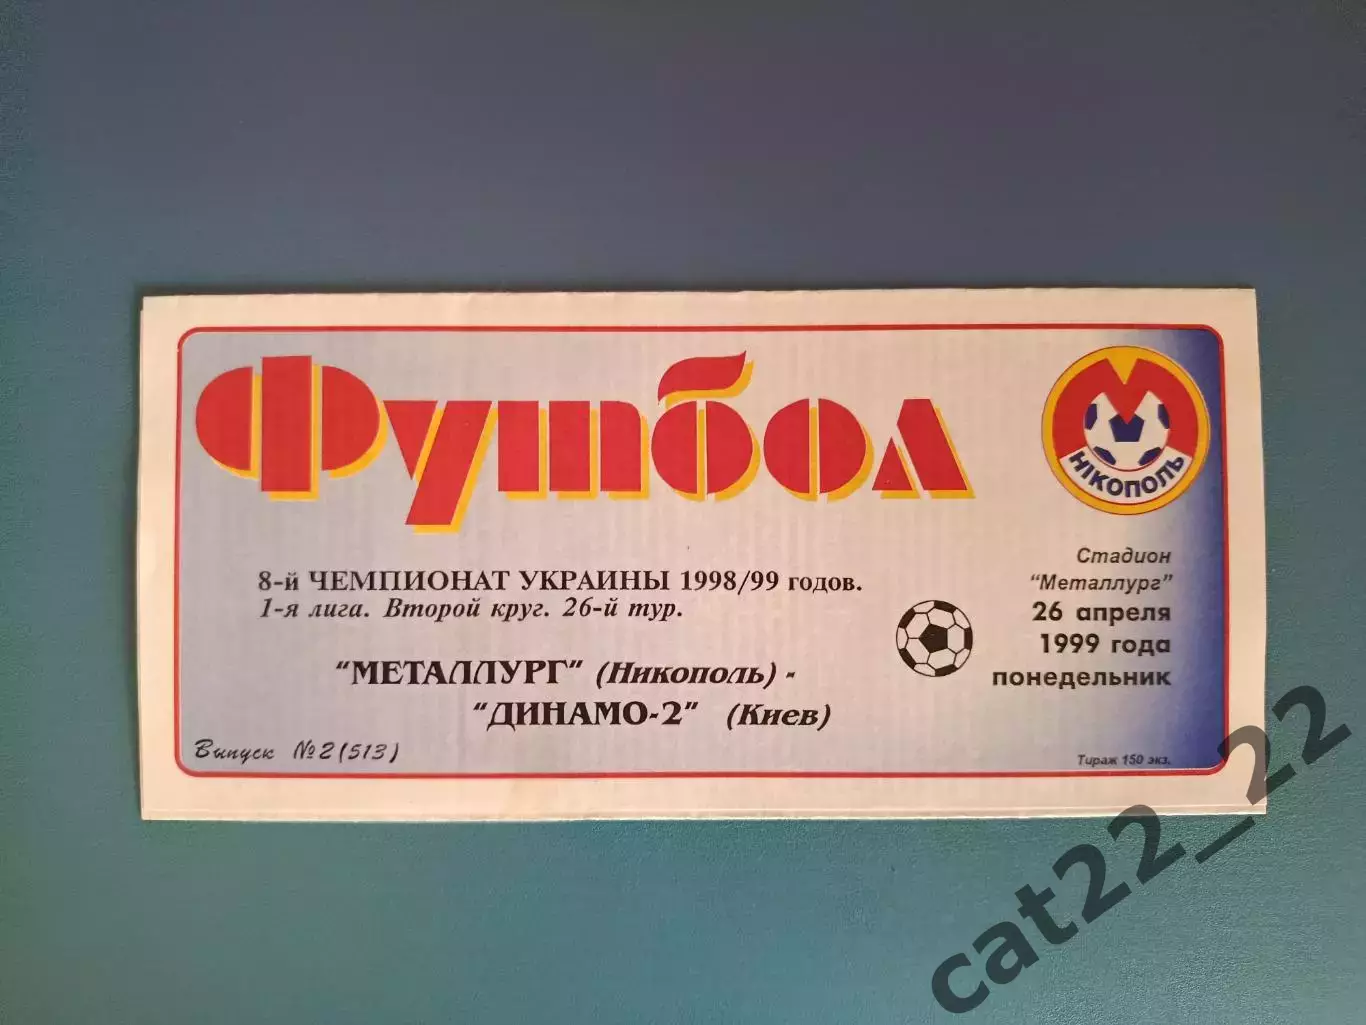 Футбол
НІКОПОЛЬ
8-й ЧЕМПИОНАТ УКРАИНЫ 1998/99 годов.
1-я лига. Второй круг. 26-й тур.
"МЕТАЛЛУРГ" (Никополь) -
"ДИНАМО-2" (Киев)
Стадион
"Металлург"
26 апреля
1999 года
понедельник
Выпуск №2(513)
Тираж 150 экз.
cat22_22